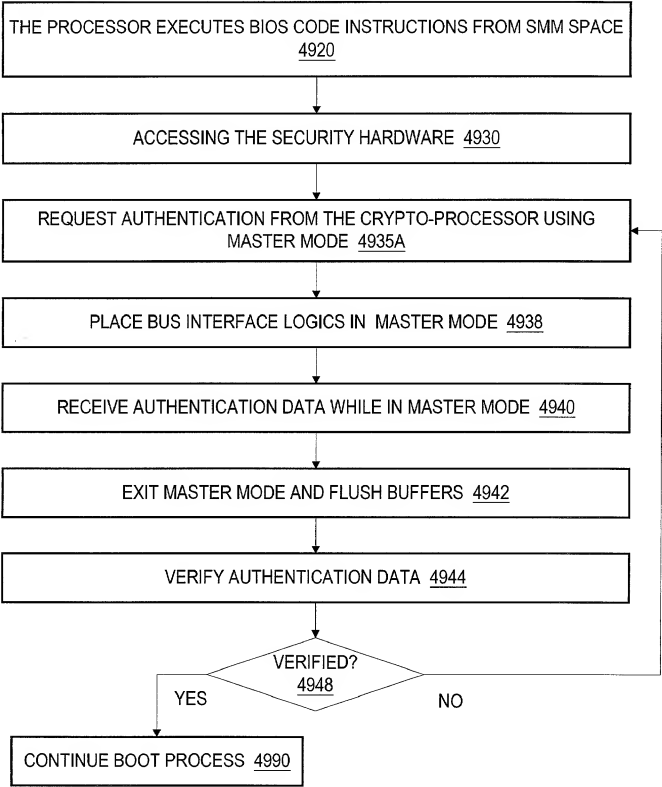 THE PROCESSOR EXECUTES BIOS CODE INSTRUCTIONS FROM SMM SPACE
4920
ACCESSING THE SECURITY HARDWARE 4930
REQUEST AUTHENTICATION FROM THE CRYPTO-PROCESSOR USING
MASTER MODE 4935A
PLACE BUS INTERFACE LOGICS IN MASTER MODE 4938
RECEIVE AUTHENTICATION DATA WHILE IN MASTER MODE 4940
EXIT MASTER MODE AND FLUSH BUFFERS 4942
VERIFY AUTHENTICATION DATA 4944
VERIFIED?
4948
YES
NO
CONTINUE BOOT PROCESS 4990